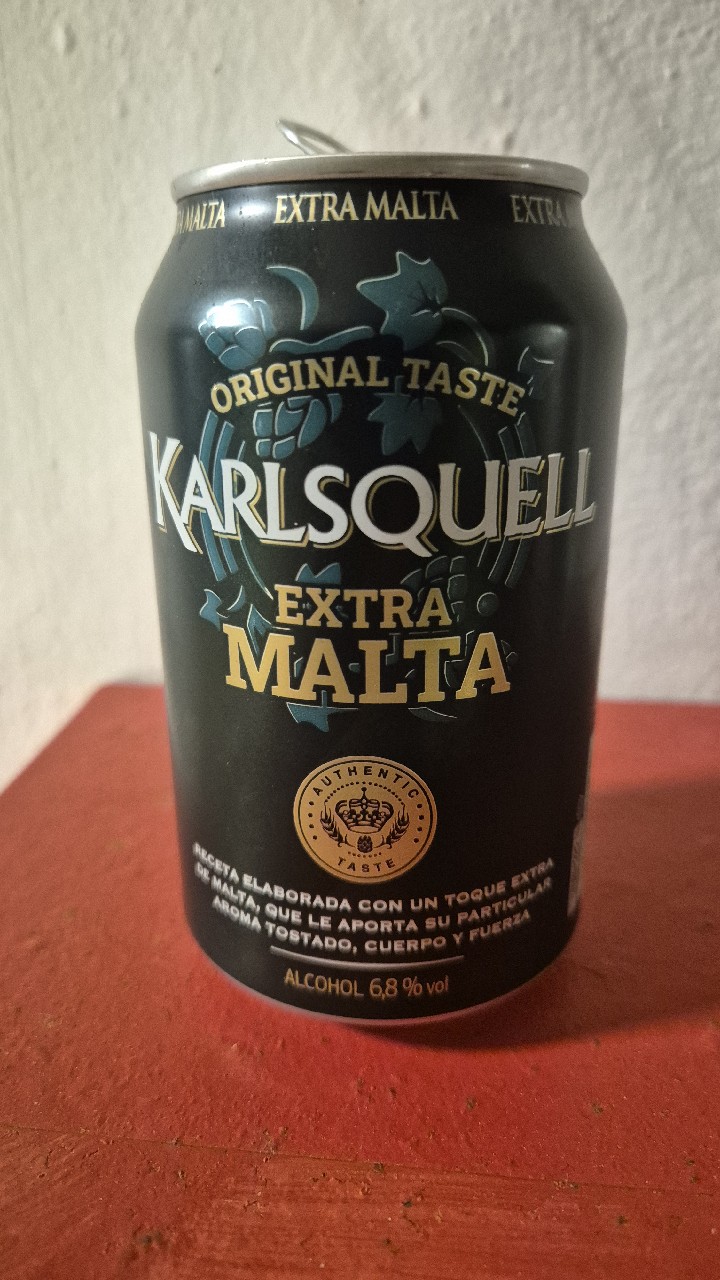 EXTRA MALTA
ORIGINAL TASTE
KARLSQUELL
EXTRA
MALTA
AUTHENTIC
TASTE
RECETA ELABORADA CON UN TOQUE EXTRA
DE MALTA, QUE LE APORTA SU PARTICULAR
AROMA TOSTADO, CUERPO Y FUERZA
ALCOHOL 6,8 % vol